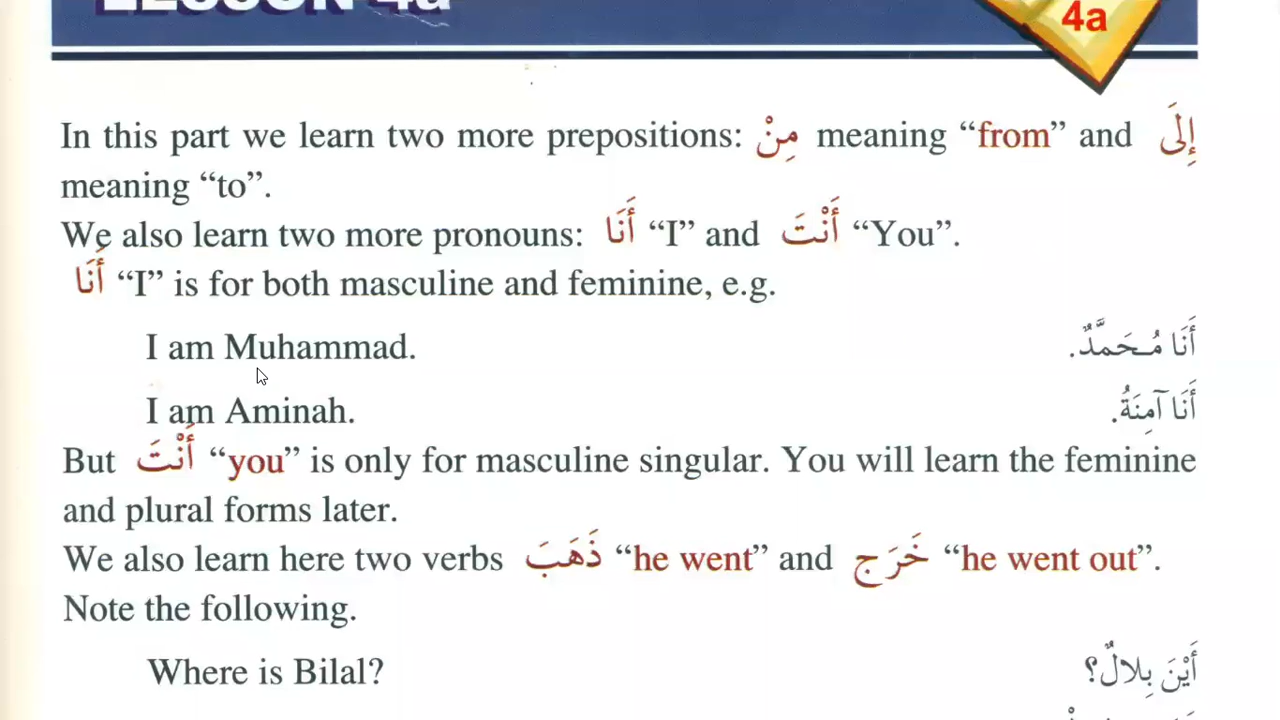 LESSON 4a
4a
In this part we learn two more prepositions: مِنْ meaning “from” and إِلَى
meaning “to”.
We also learn two more pronouns: أَنَا “I” and أَنْتَ “You”.
أَنَا “I” is for both masculine and feminine, e.g.
I am Muhammad. أَنَا مُحَمَّدٌ.
I am Aminah. أَنَا آمِنَةُ.
But أَنْتَ “you” is only for masculine singular. You will learn the feminine
and plural forms later.
We also learn here two verbs ذَهَبَ “he went” and خَرَج “he went out”.
Note the following.
Where is Bilal? أَيْنَ بِلالٌ؟